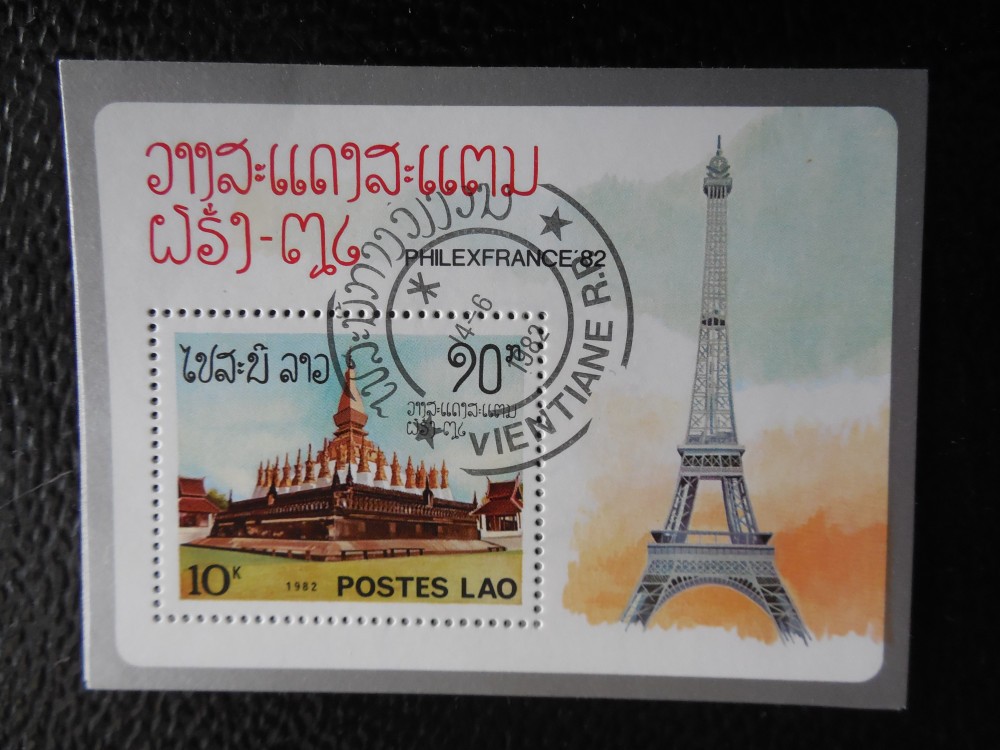 ວາງສະແດງສະແຕມ
ຝຣັ່ງ-໘໒
PHILEXFRANCE'82
ໄປສະນີ ລາວ
໑໐ກ
ວາງສະແດງສະແຕມ
ຝຣັ່ງ-໘໒
10K
1982
POSTES LAO
14-6
1982
VIENTIANE R.P.